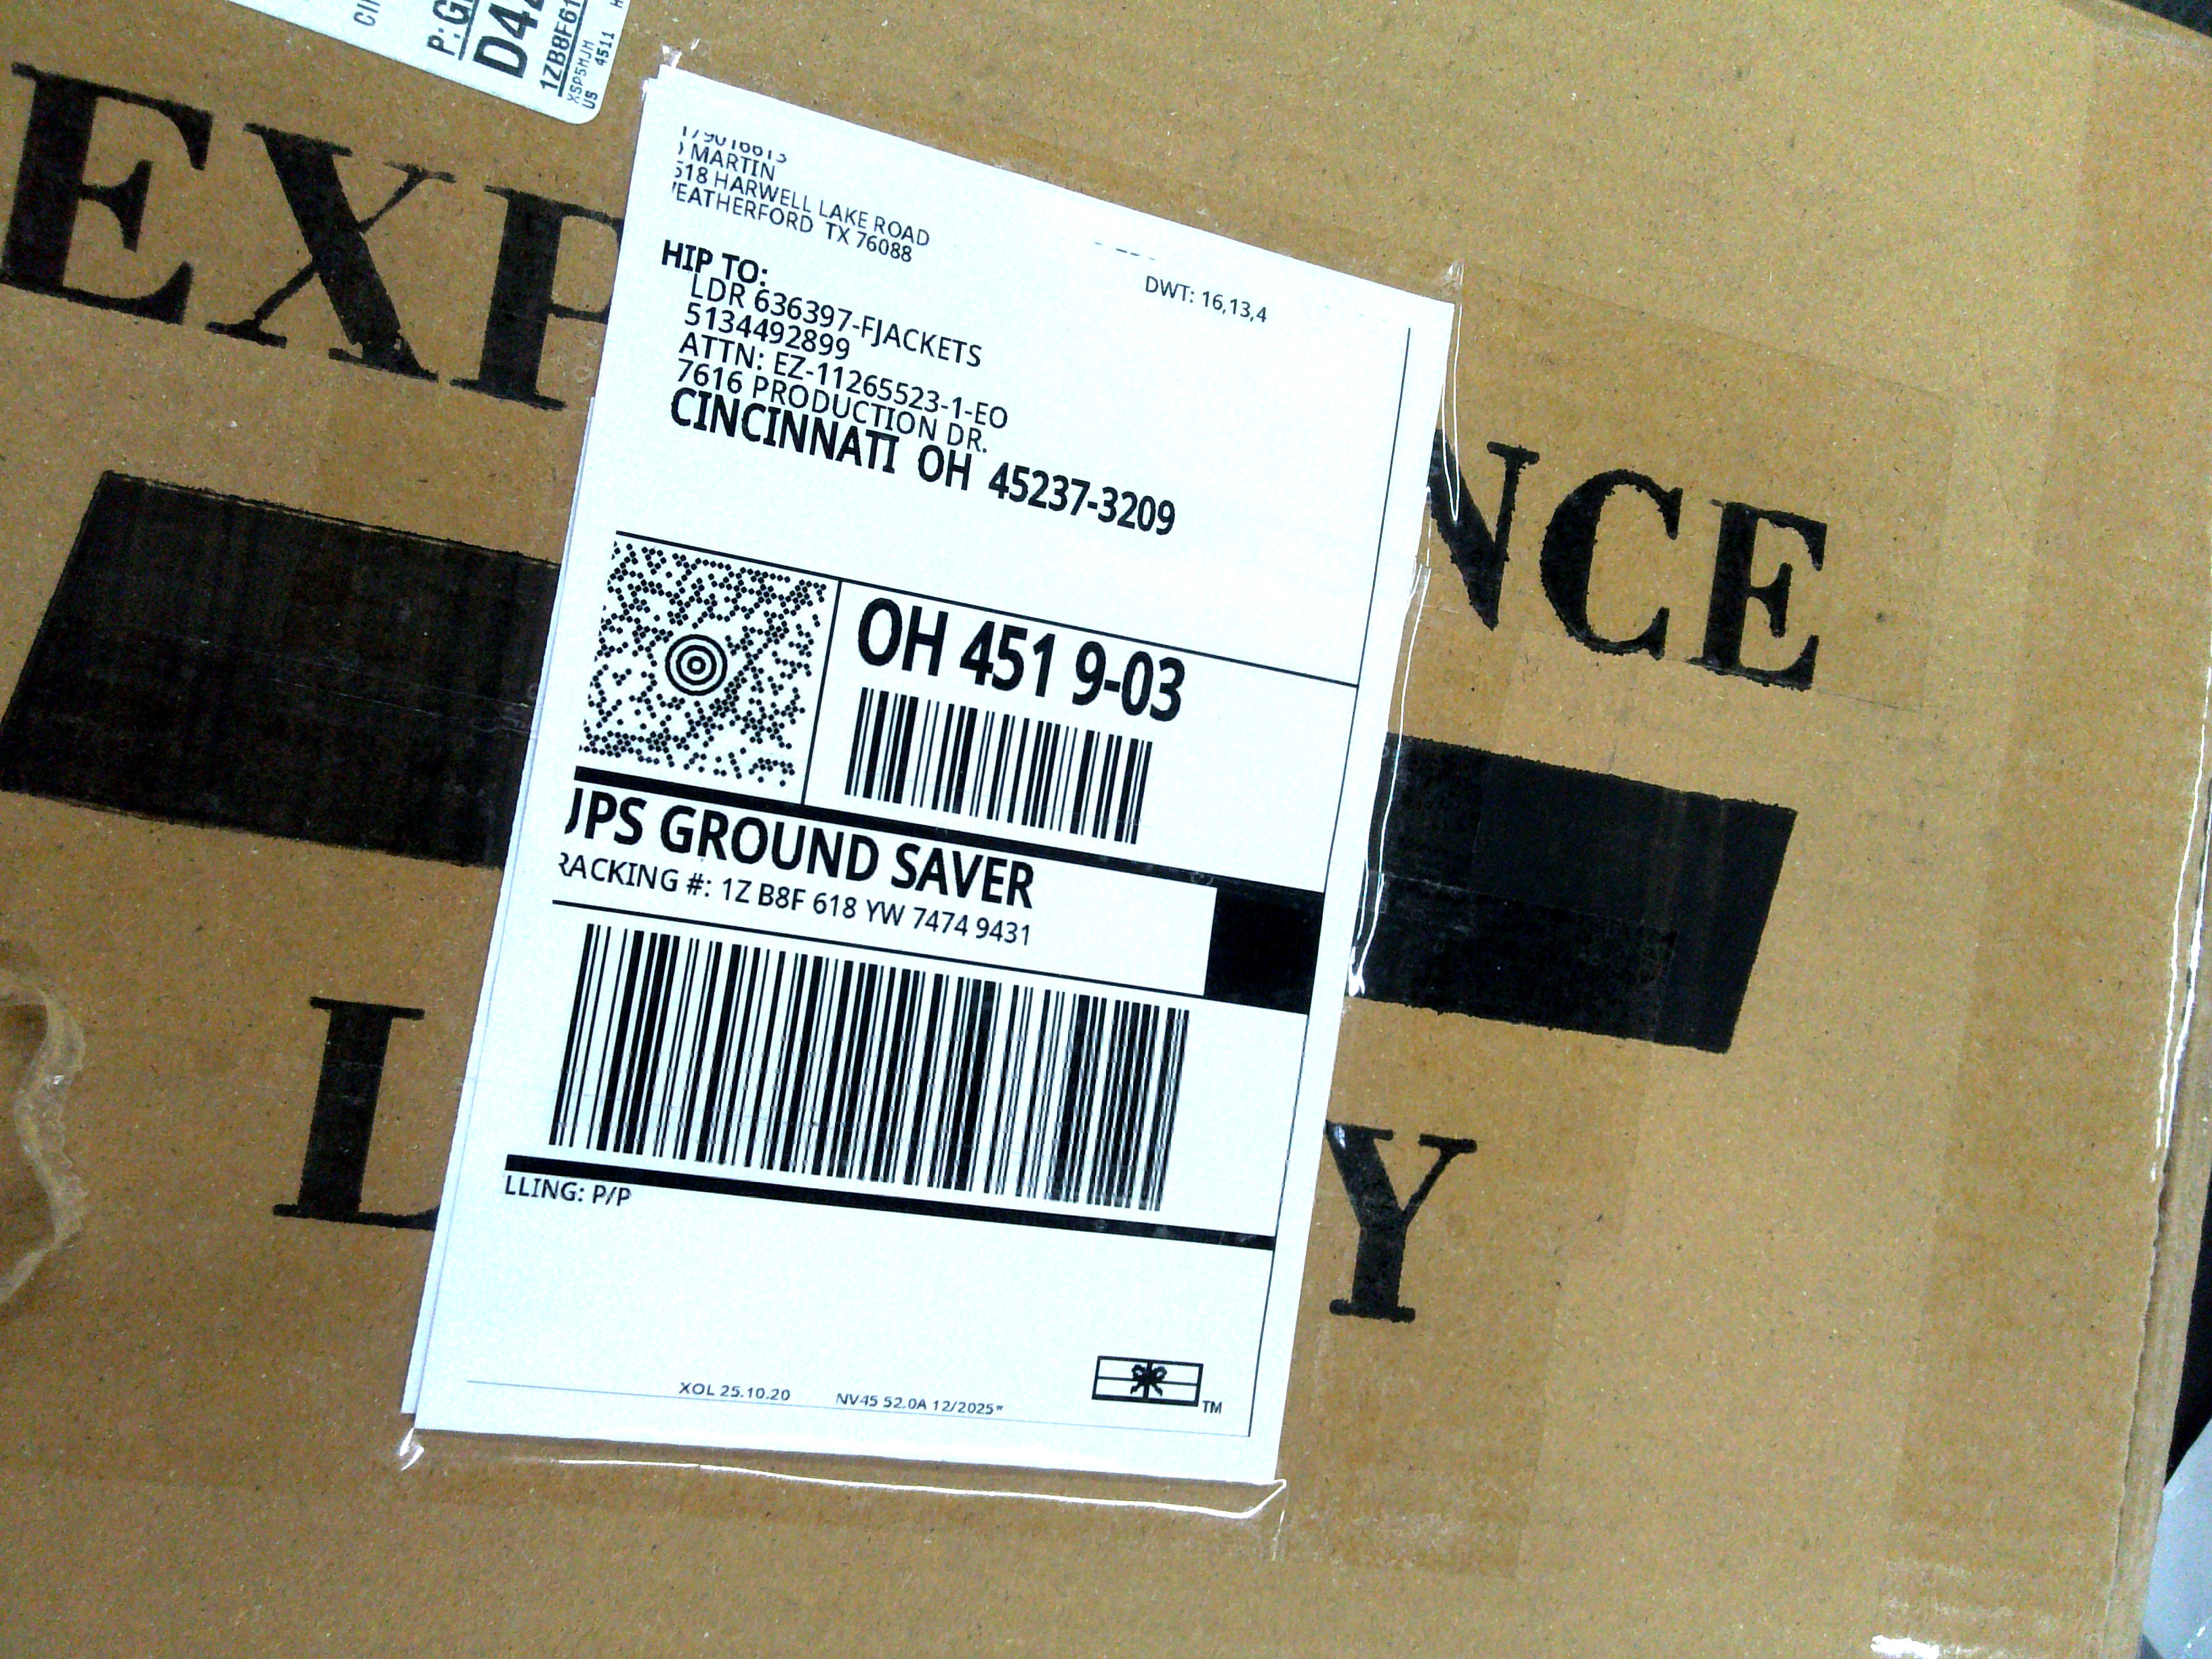 P:G
D4
1ZB8F61
XSP5MJH
US 4511
EXP
NCE
L
Y
MARTIN
518 HARWELL LAKE ROAD
EATHERFORD TX 76088
DWT: 16,13,4
HIP TO:
LDR 636397-FJACKETS
5134492899
ATTN: EZ-11265523-1-EO
7616 PRODUCTION DR.
CINCINNATI OH 45237-3209
OH 451 9-03
UPS GROUND SAVER
RACKING #: 1Z B8F 618 YW 7474 9431
LLING: P/P
XOL 25.10.20 NV45 52.0A 12/2025*
TM